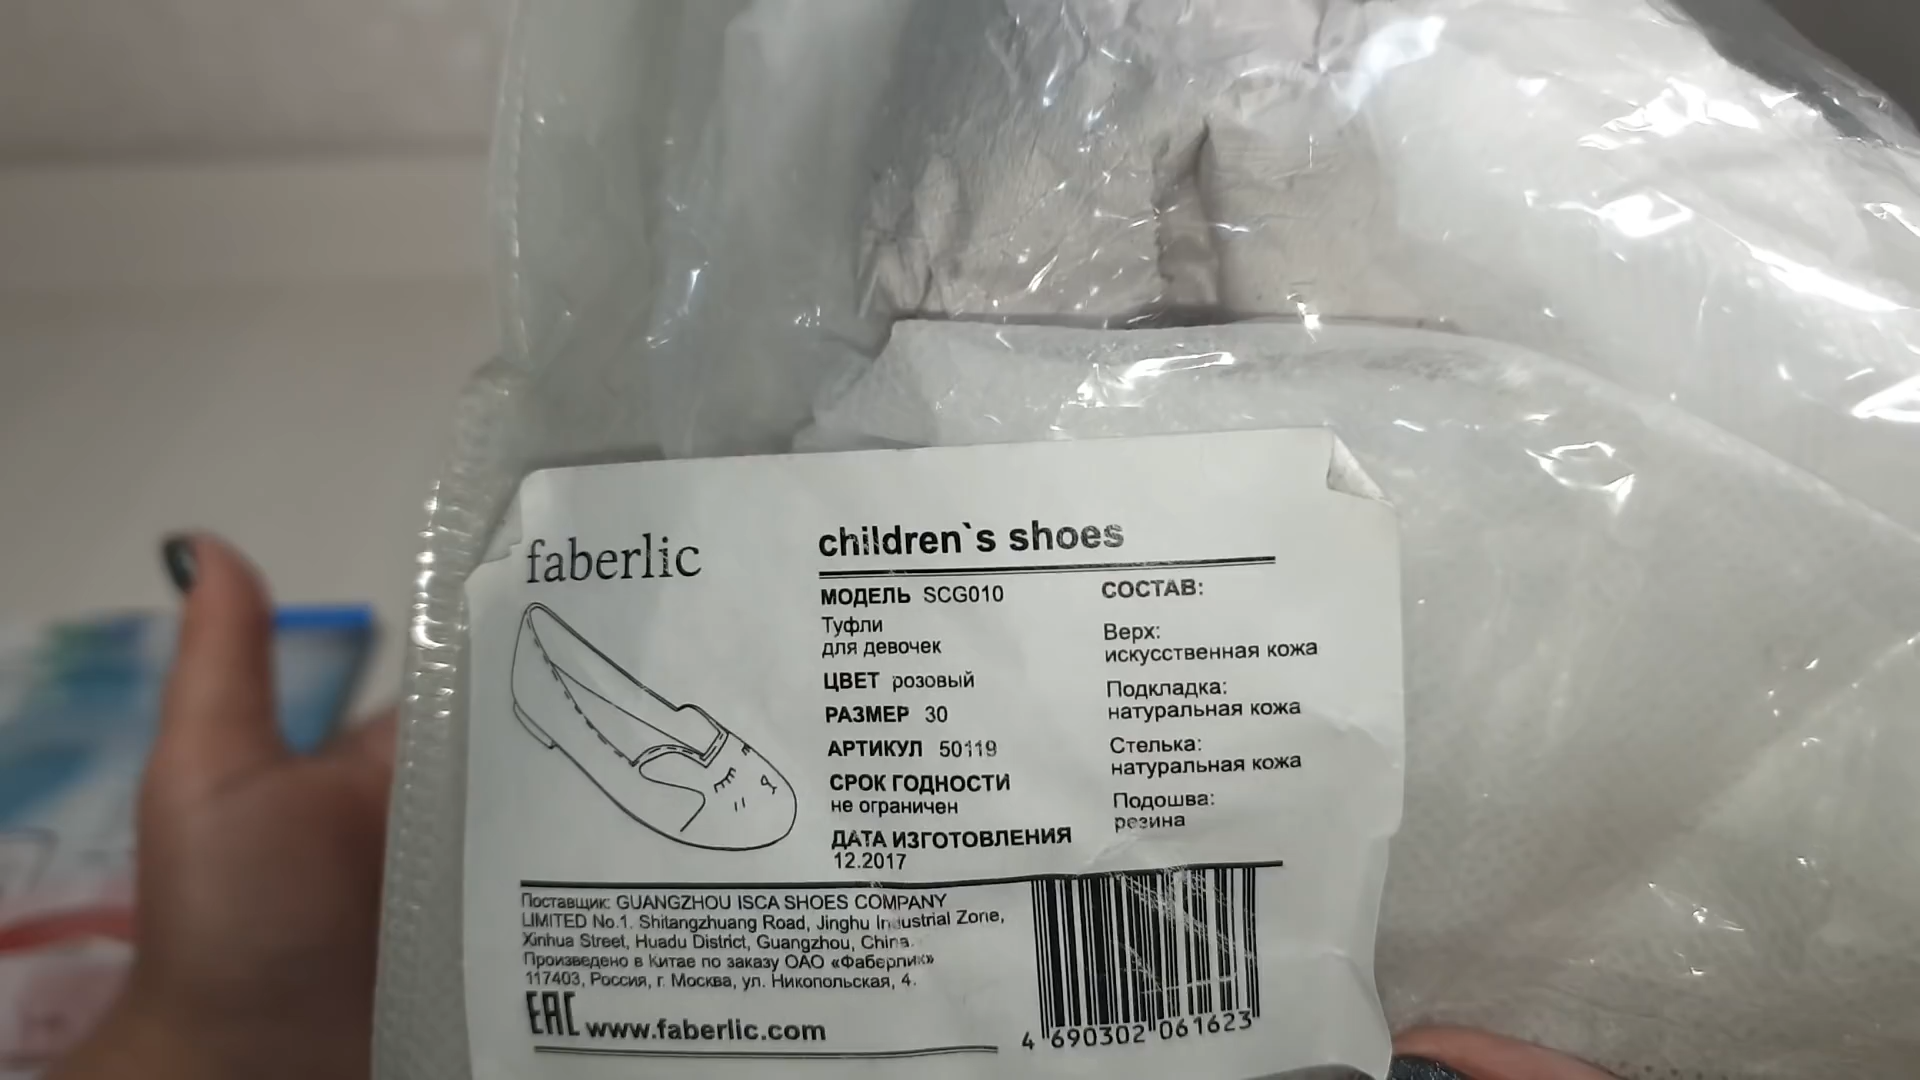 faberlic
children`s shoes
МОДЕЛЬ SCG010
Туфли
для девочек
ЦВЕТ розовый
РАЗМЕР 30
АРТИКУЛ 50119
СРОК ГОДНОСТИ
не ограничен
ДАТА ИЗГОТОВЛЕНИЯ
12.2017
СОСТАВ:
Верх:
искусственная кожа
Подкладка:
натуральная кожа
Стелька:
натуральная кожа
Подошва:
резина
Поставщик: GUANGZHOU ISCA SHOES COMPANY
LIMITED No.1. Shitangzhuang Road, Jinghu Industrial Zone,
Xinhua Street, Huadu District, Guangzhou, China.
Произведено в Китае по заказу ОАО «Фаберлик»
117403, Россия, г. Москва, ул. Никопольская, 4.
EAC www.faberlic.com
4 690302 061623